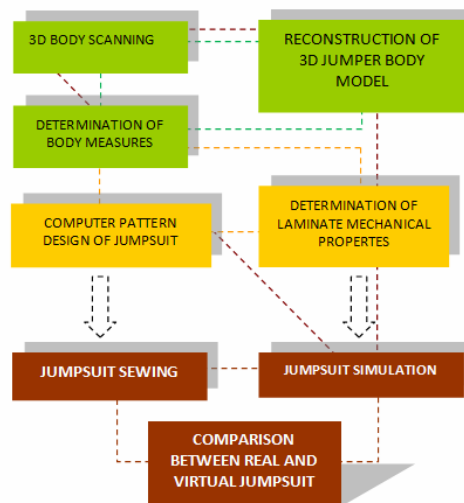 3D BODY SCANNING
RECONSTRUCTION OF
3D JUMPER BODY
MODEL
DETERMINATION OF
BODY MEASURES
COMPUTER PATTERN
DESIGN OF JUMPSUIT
DETERMINATION OF
LAMINATE MECHANICAL
PROPERTES
JUMPSUIT SEWING
JUMPSUIT SIMULATION
COMPARISON
BETWEEN REAL AND
VIRTUAL JUMPSUIT